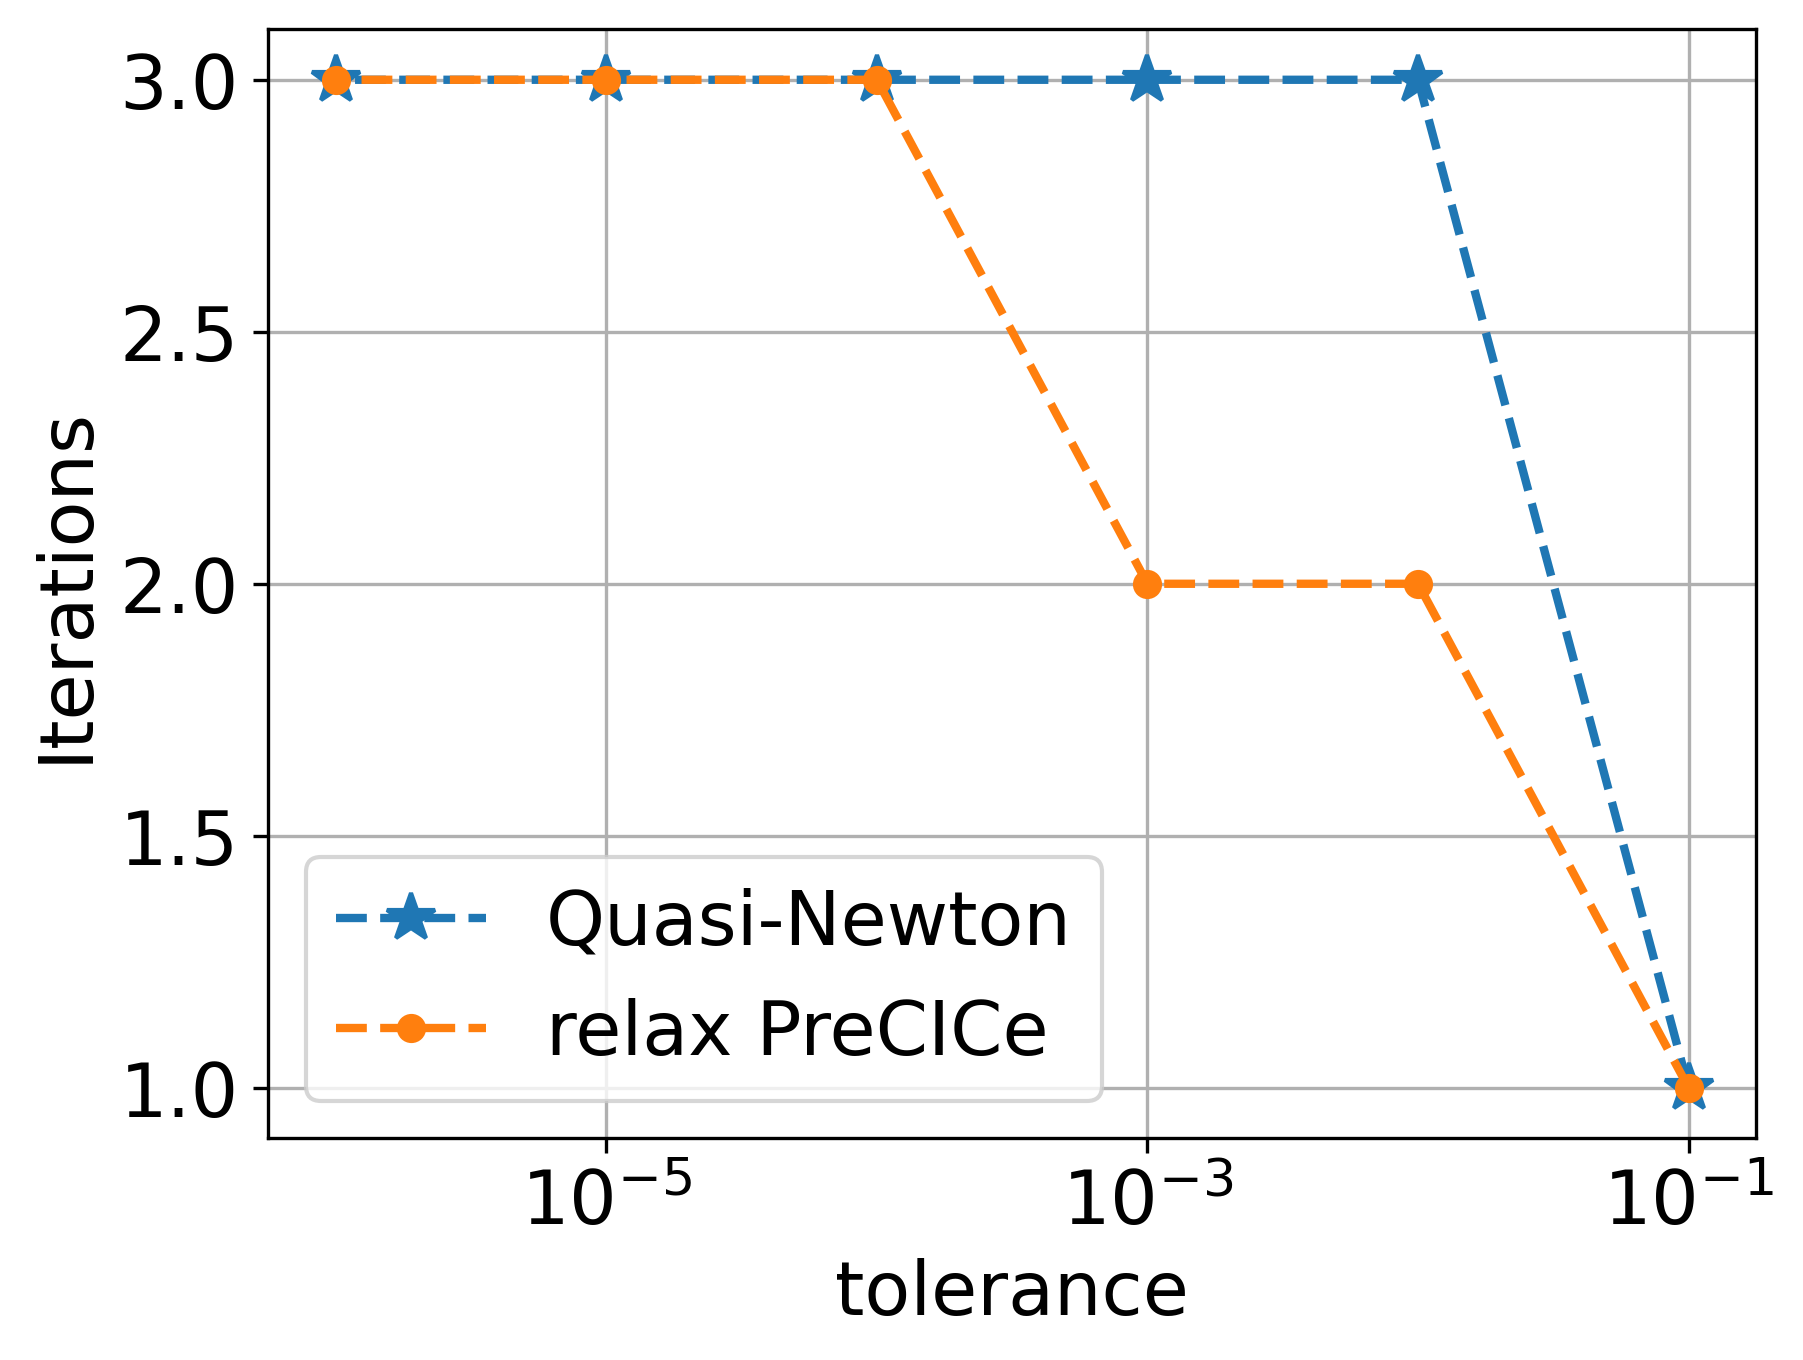 3.0
2.5
2.0
1.5
1.0
Iterations
Quasi-Newton
relax PreCICe
10⁻⁵ 10⁻³ 10⁻¹
tolerance